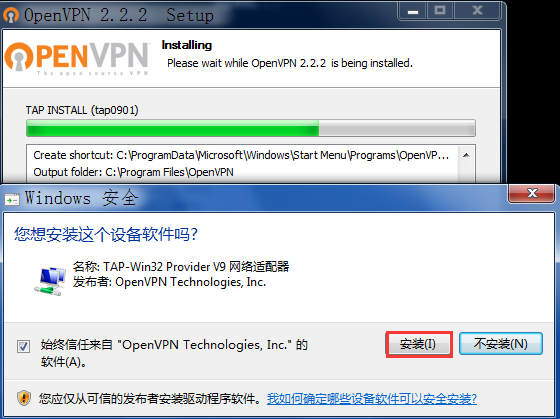 OpenVPN 2.2.2 Setup
OPENVPN
The open source VPN
Installing
Please wait while OpenVPN 2.2.2 is being installed.
TAP INSTALL (tap0901)
Create shortcut: C:\ProgramData\Microsoft\Windows\Start Menu\Programs\OpenVP...
Output folder: C:\Program Files\OpenVPN
Windows 安全
您想安装这个设备软件吗?
名称: TAP-Win32 Provider V9 网络适配器
发布者: OpenVPN Technologies, Inc.
始终信任来自 "OpenVPN Technologies, Inc." 的
软件(A)。
安装(I)
不安装(N)
您应仅从可信的发布者安装驱动程序软件。我如何确定哪些设备软件可以安全安装?